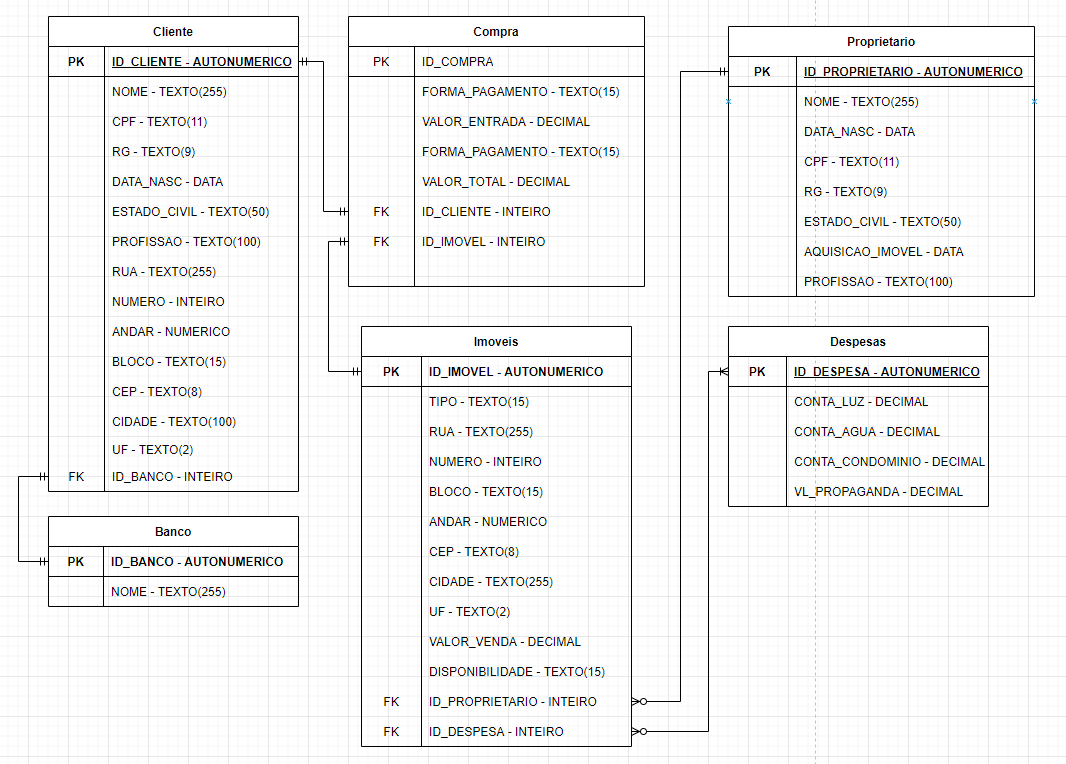 Cliente
PK ID_CLIENTE - AUTONUMERICO
NOME - TEXTO(255)
CPF - TEXTO(11)
RG - TEXTO(9)
DATA_NASC - DATA
ESTADO_CIVIL - TEXTO(50)
PROFISSAO - TEXTO(100)
RUA - TEXTO(255)
NUMERO - INTEIRO
ANDAR - NUMERICO
BLOCO - TEXTO(15)
CEP - TEXTO(8)
CIDADE - TEXTO(100)
UF - TEXTO(2)
FK ID_BANCO - INTEIRO
Banco
PK ID_BANCO - AUTONUMERICO
NOME - TEXTO(255)
Compra
PK ID_COMPRA
FORMA_PAGAMENTO - TEXTO(15)
VALOR_ENTRADA - DECIMAL
FORMA_PAGAMENTO - TEXTO(15)
VALOR_TOTAL - DECIMAL
FK ID_CLIENTE - INTEIRO
FK ID_IMOVEL - INTEIRO
Imoveis
PK ID_IMOVEL - AUTONUMERICO
TIPO - TEXTO(15)
RUA - TEXTO(255)
NUMERO - INTEIRO
BLOCO - TEXTO(15)
ANDAR - NUMERICO
CEP - TEXTO(8)
CIDADE - TEXTO(255)
UF - TEXTO(2)
VALOR_VENDA - DECIMAL
DISPONIBILIDADE - TEXTO(15)
FK ID_PROPRIETARIO - INTEIRO
FK ID_DESPESA - INTEIRO
Proprietario
PK ID_PROPRIETARIO - AUTONUMERICO
NOME - TEXTO(255)
DATA_NASC - DATA
CPF - TEXTO(11)
RG - TEXTO(9)
ESTADO_CIVIL - TEXTO(50)
AQUISICAO_IMOVEL - DATA
PROFISSAO - TEXTO(100)
Despesas
PK ID_DESPESA - AUTONUMERICO
CONTA_LUZ - DECIMAL
CONTA_AGUA - DECIMAL
CONTA_CONDOMINIO - DECIMAL
VL_PROPAGANDA - DECIMAL